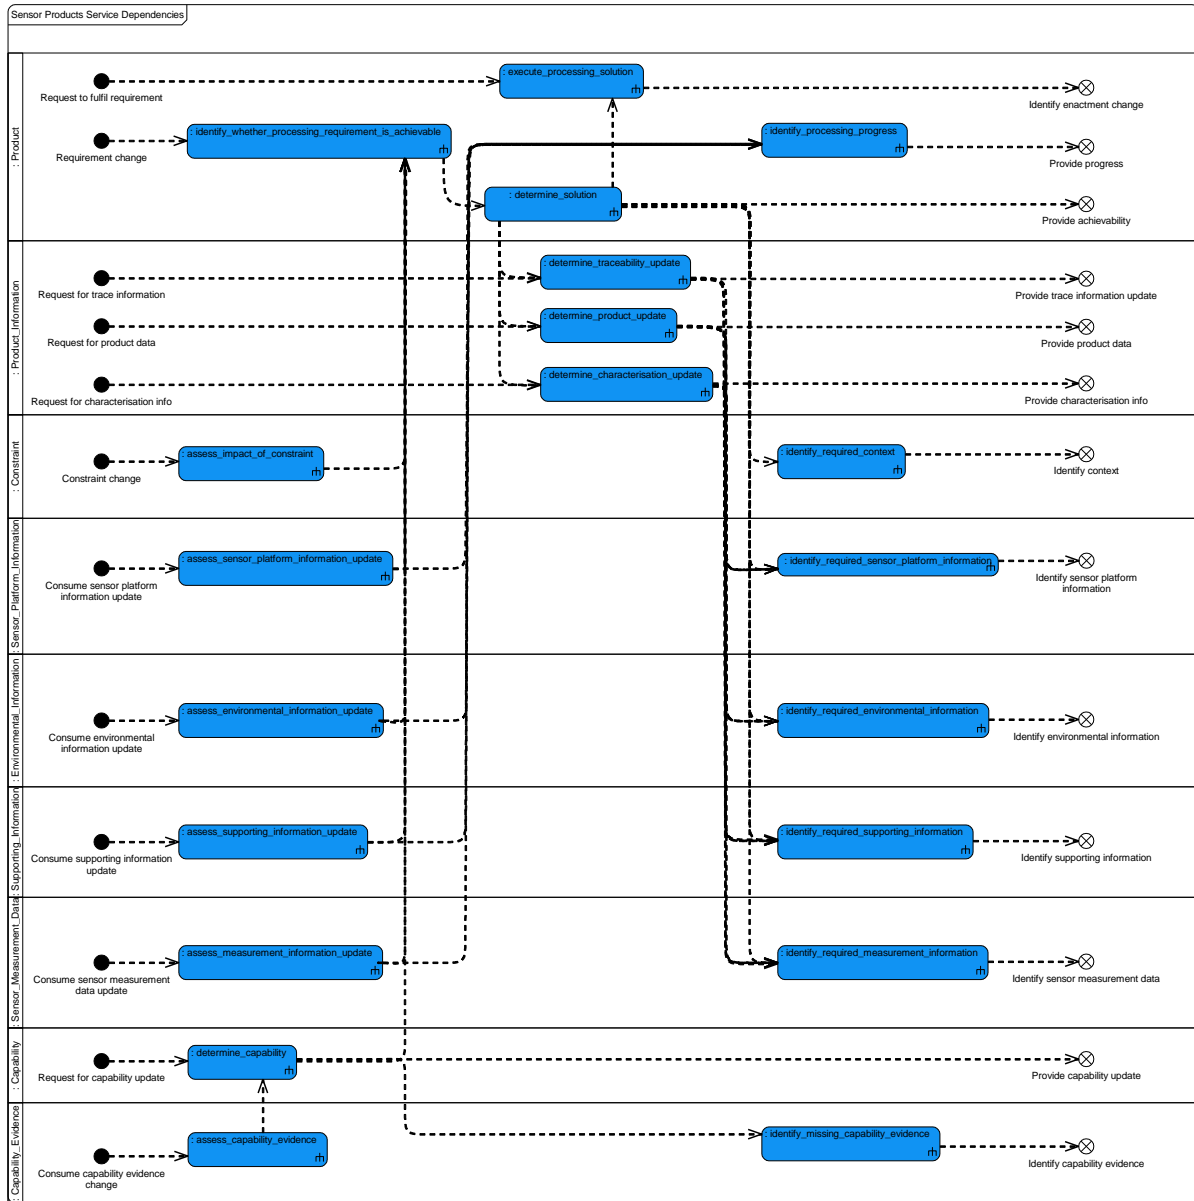 Sensor Products Service Dependencies
: Product
Request to fulfil requirement
: execute_processing_solution
Identify enactment change
Requirement change
: identify_whether_processing_requirement_is_achievable
: identify_processing_progress
Provide progress
: determine_solution
Provide achievability
: Product_Information
Request for trace information
: determine_traceability_update
Provide trace information update
Request for product data
: determine_product_update
Provide product data
Request for characterisation info
: determine_characterisation_update
Provide characterisation info
: Constraint
Constraint change
: assess_impact_of_constraint
: identify_required_context
Identify context
: Sensor_Platform_Information
Consume sensor platform
information update
: assess_sensor_platform_information_update
: identify_required_sensor_platform_information
Identify sensor platform
information
: Environmental_Information
Consume environmental
information update
: assess_environmental_information_update
: identify_required_environmental_information
Identify environmental information
: Supporting_Information
Consume supporting information
update
: assess_supporting_information_update
: identify_required_supporting_information
Identify supporting information
: Sensor_Measurement_Data
Consume sensor measurement
data update
: assess_measurement_information_update
: identify_required_measurement_information
Identify sensor measurement data
: Capability
Request for capability update
: determine_capability
Provide capability update
: Capability_Evidence
Consume capability evidence
change
: assess_capability_evidence
: identify_missing_capability_evidence
Identify capability evidence